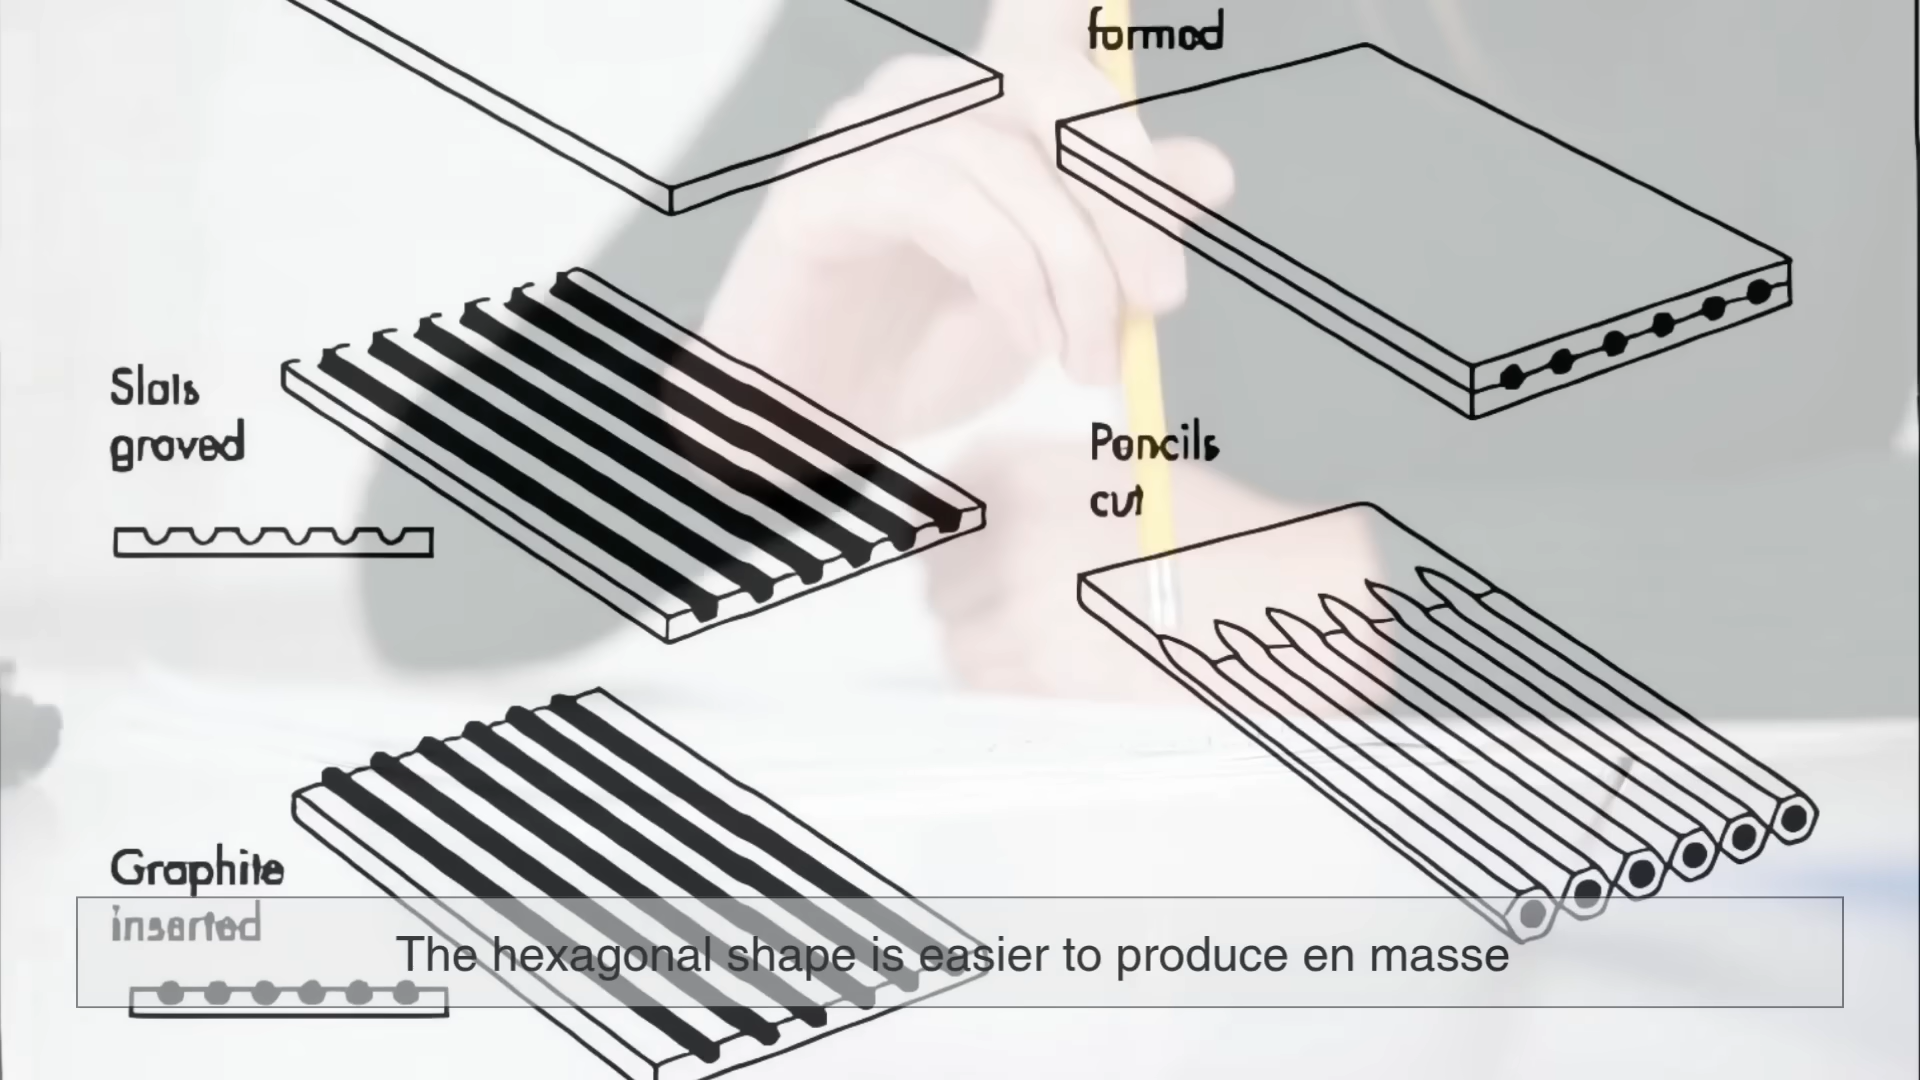 formed
Slats
groved
Pencils
cut
Graphite
inserted
The hexagonal shape is easier to produce en masse